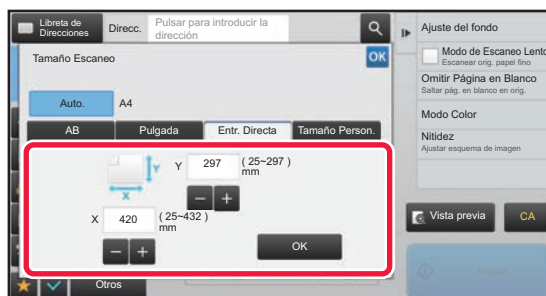 Libreta de
Direcciones
Direcc.
Pulsar para introducir la
dirección
Tamaño Escaneo
OK
Auto.
A4
AB
Pulgada
Entr. Directa
Tamaño Person.
Y
X
Y
297
(25~297)
mm
X
420
(25~432)
mm
OK
Otros
Ajuste del fondo
Modo de Escaneo Lento
Escanear orig. papel fino
Omitir Página en Blanco
Saltar pág. en blanco en orig.
Modo Color
Nitidez
Ajustar esquema de imagen
Vista previa
CA